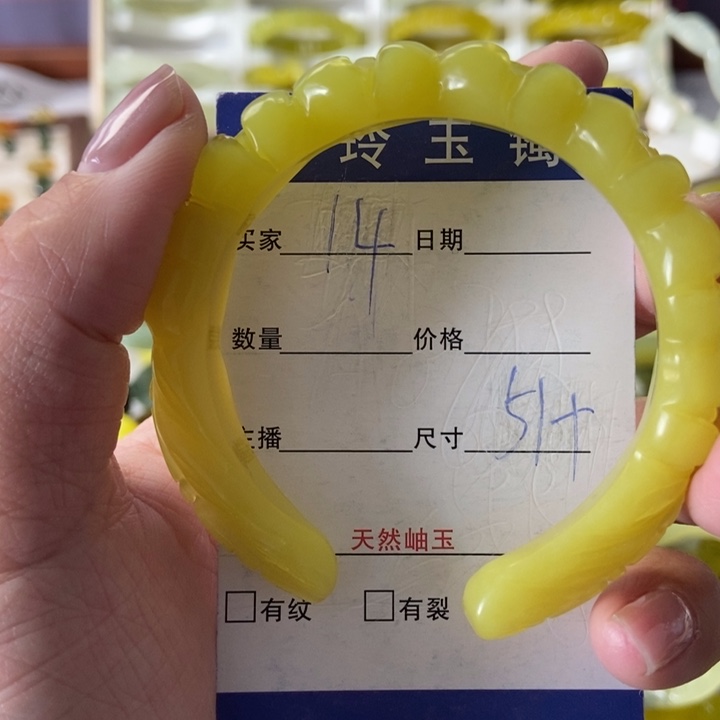 玲玉镯
买家 14 日期
数量 价格
主播 尺寸 51+
天然岫玉
□有纹 □有裂